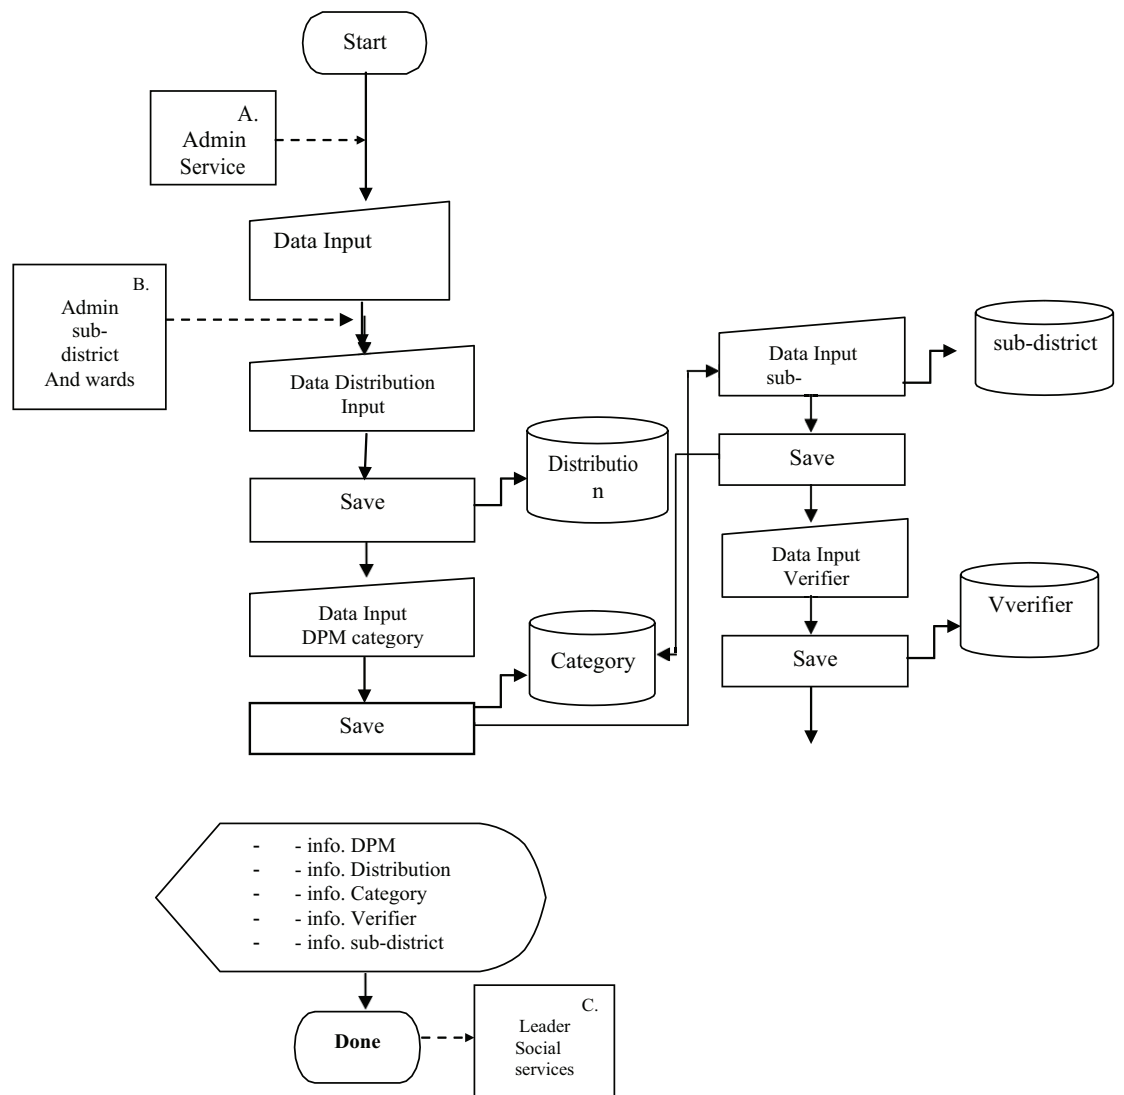 Start
A.
Admin
Service
Data Input
B.
Admin
sub-
district
And wards
Data Distribution
Input
Save
Distributio
n
Data Input
DPM category
Save
Category
Data Input
sub-
sub-district
Save
Data Input
Verifier
Save
Vverifier
- - info. DPM
- - info. Distribution
- - info. Category
- - info. Verifier
- - info. sub-district
Done
C.
Leader
Social
services